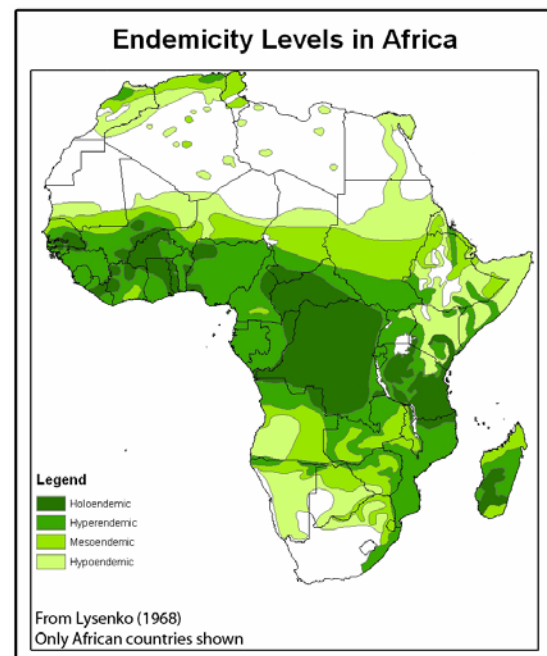 Endemicity Levels in Africa
Legend
Holoendemic
Hyperendemic
Mesoendemic
Hypoendemic
From Lysenko (1968)
Only African countries shown